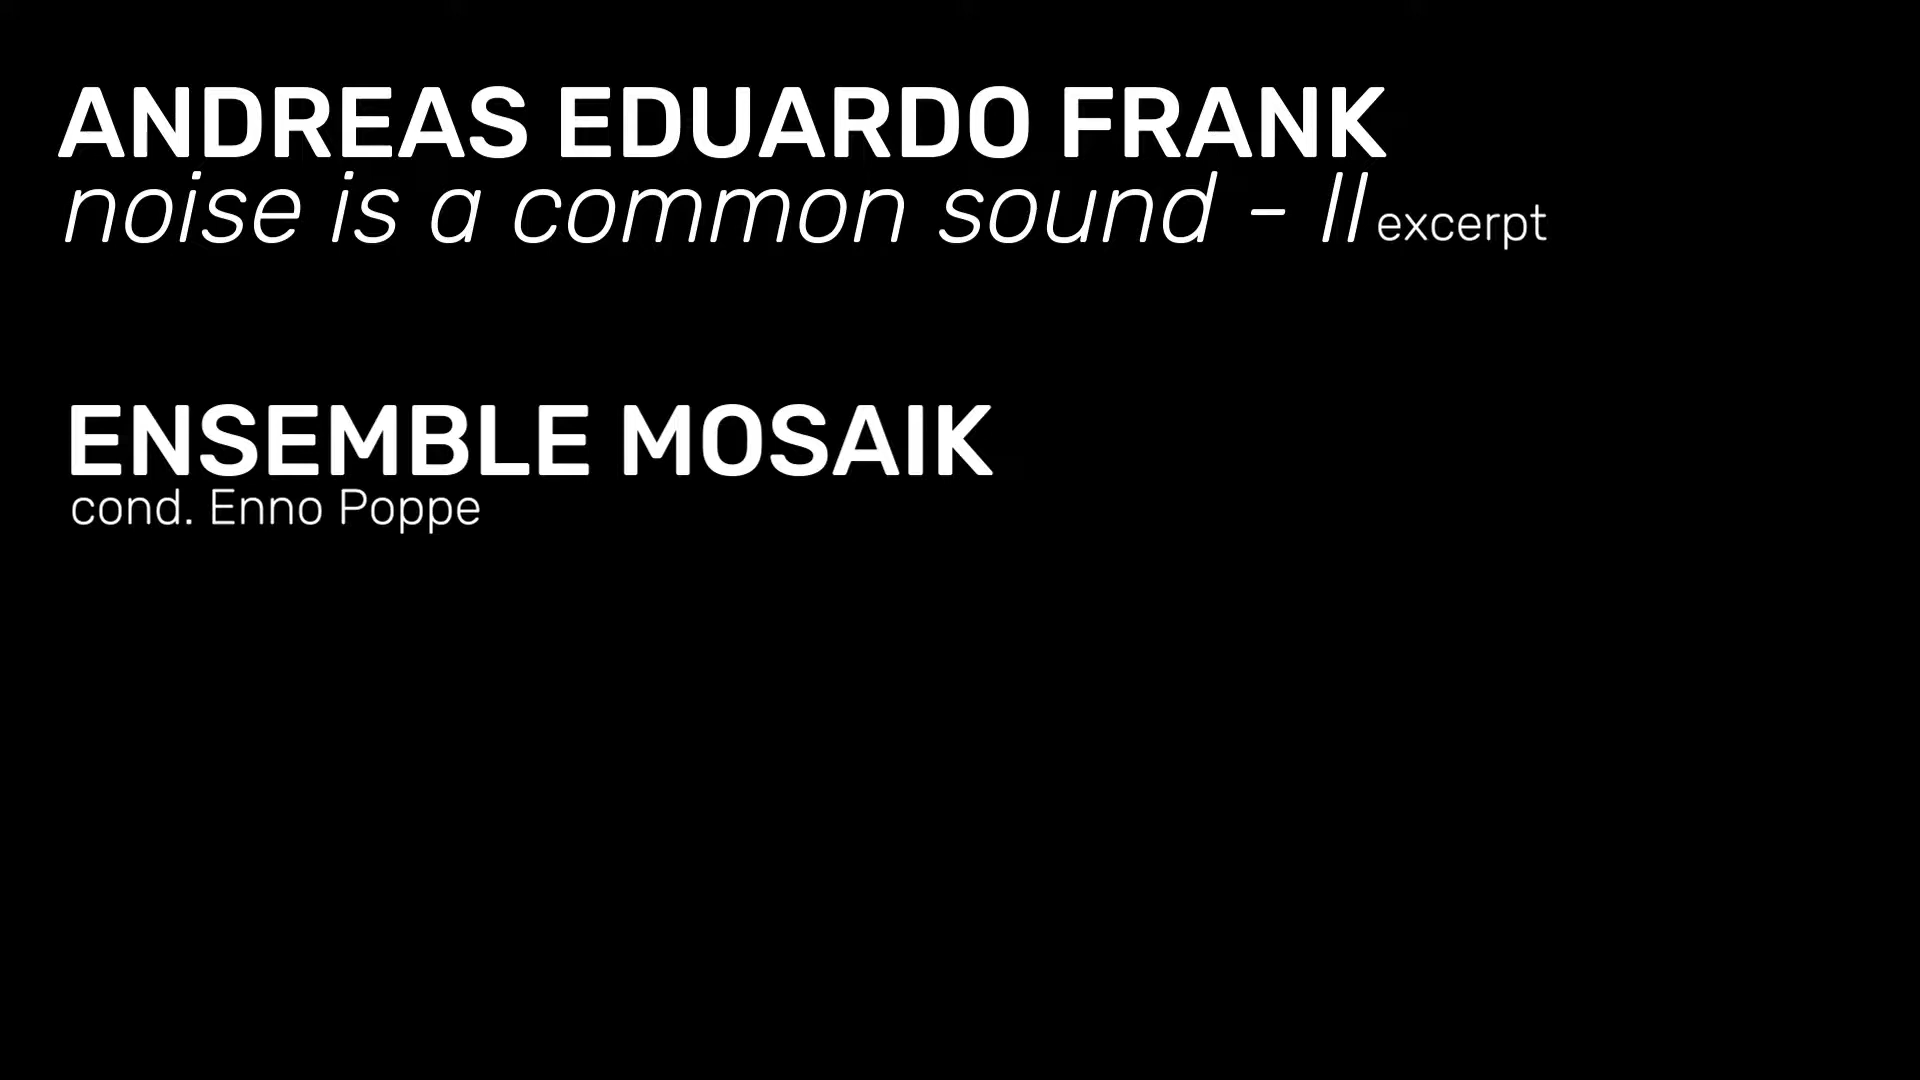 ANDREAS EDUARDO FRANK
noise is a common sound - II excerpt
ENSEMBLE MOSAIK
cond. Enno Poppe